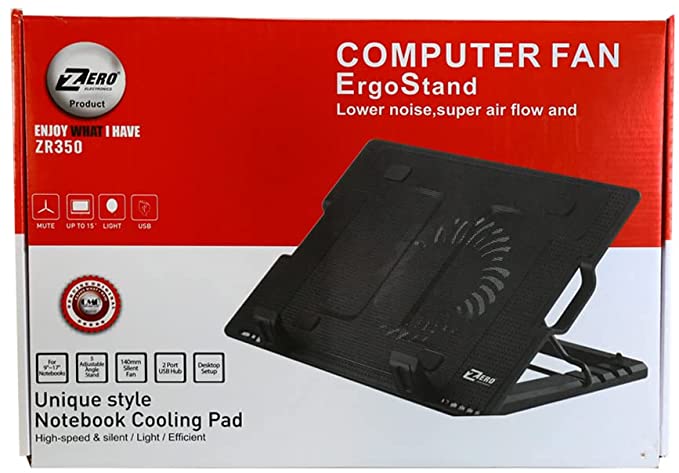 ZERO
ELECTRONICS
Product
ENJOY WHAT I HAVE
ZR350
COMPUTER FAN
ErgoStand
Lower noise,super air flow and
MUTE
UP TO 15"
LIGHT
USB
For
9"~17"
Notebooks
5
Adjustable
Angle
Stand
140mm
Silent
Fan
2 Port
USB Hub
Desktop
Setup
ZERO
Unique style
Notebook Cooling Pad
High-speed & silent / Light / Efficient